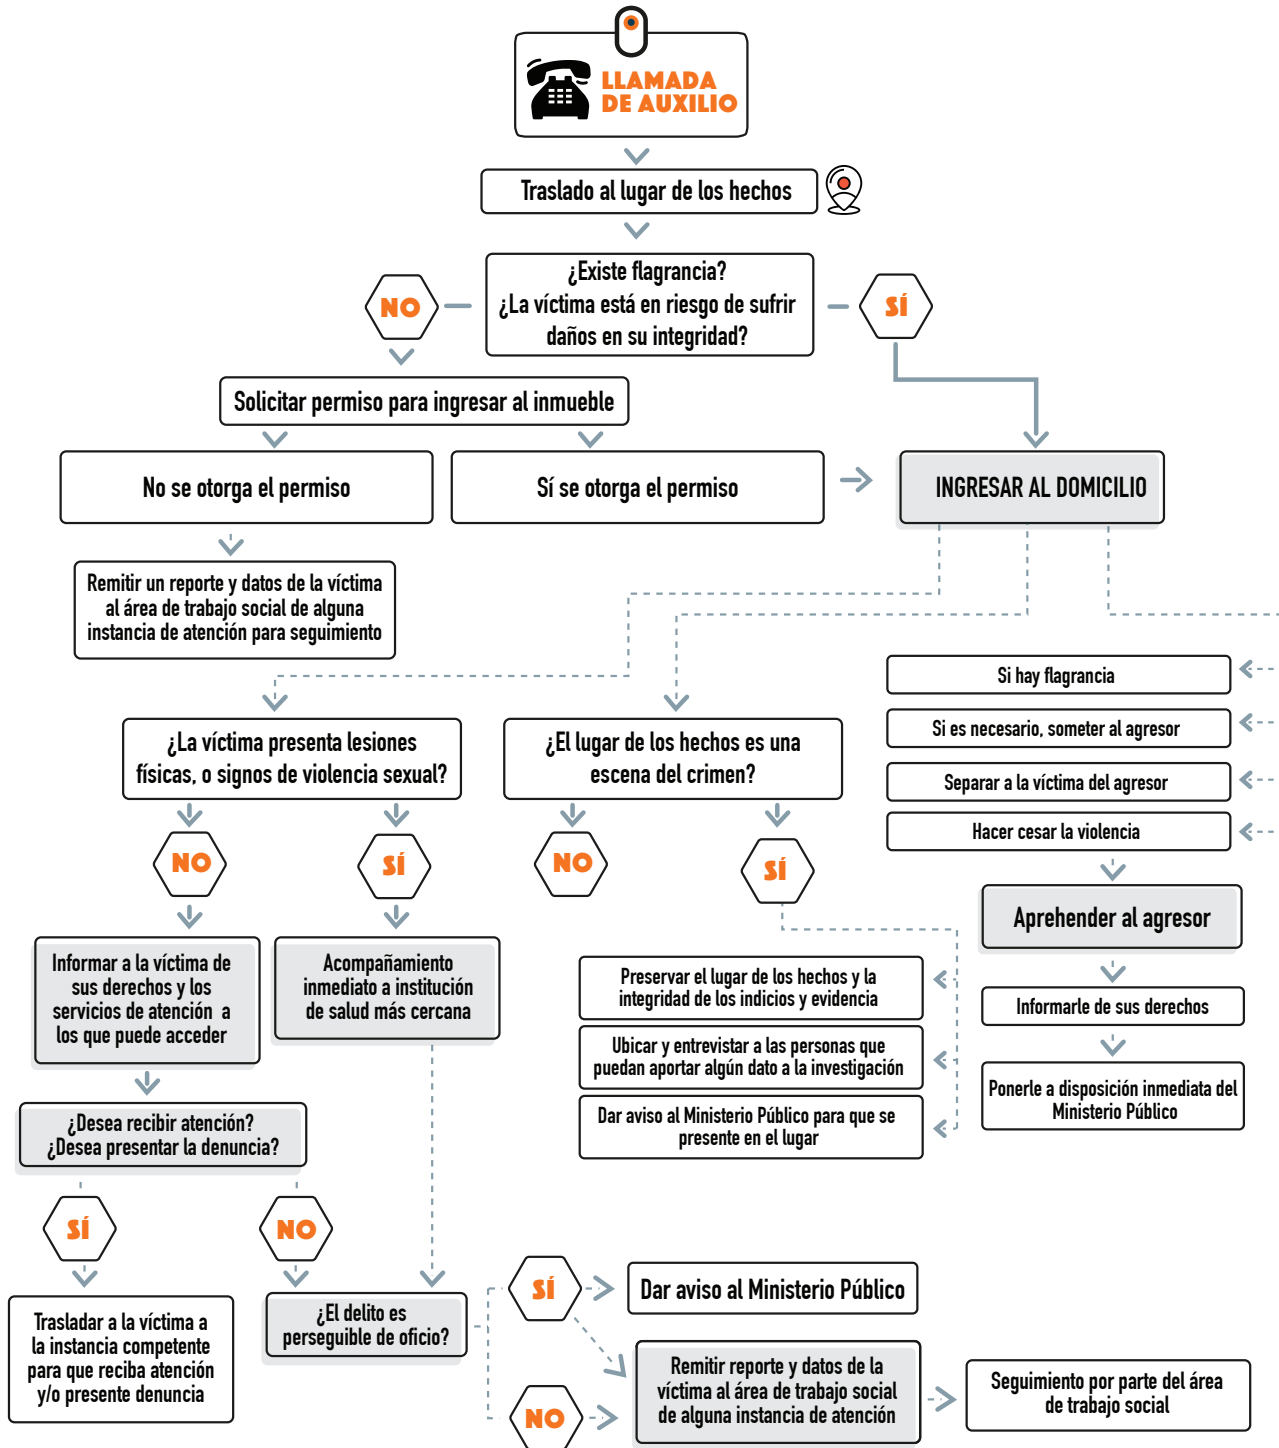 LLAMADA
DE AUXILIO
Traslado al lugar de los hechos
¿Existe flagrancia?
¿La víctima está en riesgo de sufrir
daños en su integridad?
NO
SÍ
Solicitar permiso para ingresar al inmueble
No se otorga el permiso
Sí se otorga el permiso
INGRESAR AL DOMICILIO
Remitir un reporte y datos de la víctima
al área de trabajo social de alguna
instancia de atención para seguimiento
Si hay flagrancia
Si es necesario, someter al agresor
Separar a la víctima del agresor
Hacer cesar la violencia
¿La víctima presenta lesiones
físicas, o signos de violencia sexual?
¿El lugar de los hechos es una
escena del crimen?
NO
SÍ
NO
SÍ
Aprehender al agresor
Informarle de sus derechos
Ponerle a disposición inmediata del
Ministerio Público
Informar a la víctima de
sus derechos y los
servicios de atención a
los que puede acceder
Acompañamiento
inmediato a institución
de salud más cercana
Preservar el lugar de los hechos y la
integridad de los indicios y evidencia
Ubicar y entrevistar a las personas que
puedan aportar algún dato a la investigación
Dar aviso al Ministerio Público para que se
presente en el lugar
¿Desea recibir atención?
¿Desea presentar la denuncia?
SÍ
NO
Trasladar a la víctima a
la instancia competente
para que reciba atención
y/o presente denuncia
¿El delito es
perseguible de oficio?
SÍ
Dar aviso al Ministerio Público
NO
Remitir reporte y datos de la
víctima al área de trabajo social
de alguna instancia de atención
Seguimiento por parte del área
de trabajo social